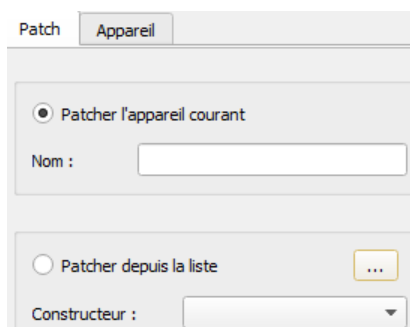 Patch Appareil
Patcher l'appareil courant
Nom :
Patcher depuis la liste ...
Constructeur :